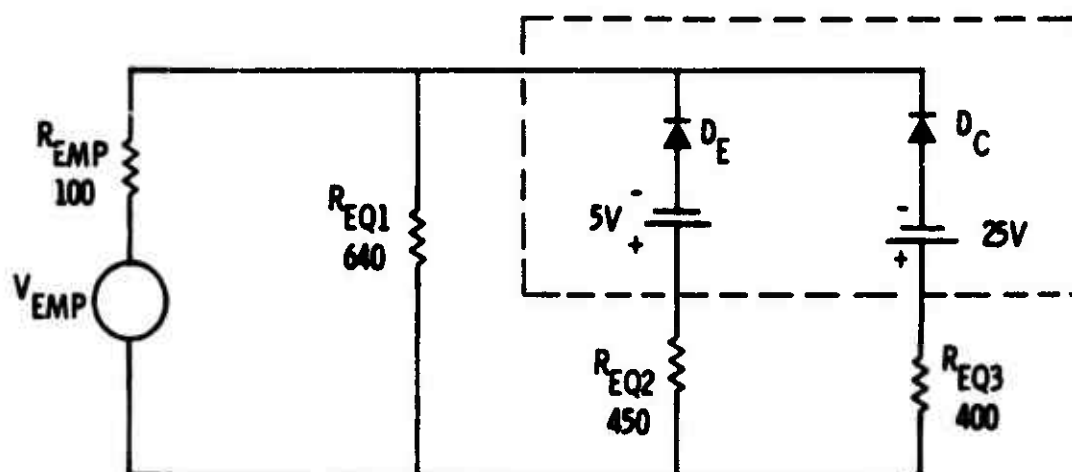 R_EMP
100
V_EMP
R_EQ1
640
D_E
-
5V
+
R_EQ2
450
D_C
-
25V
+
R_EQ3
400